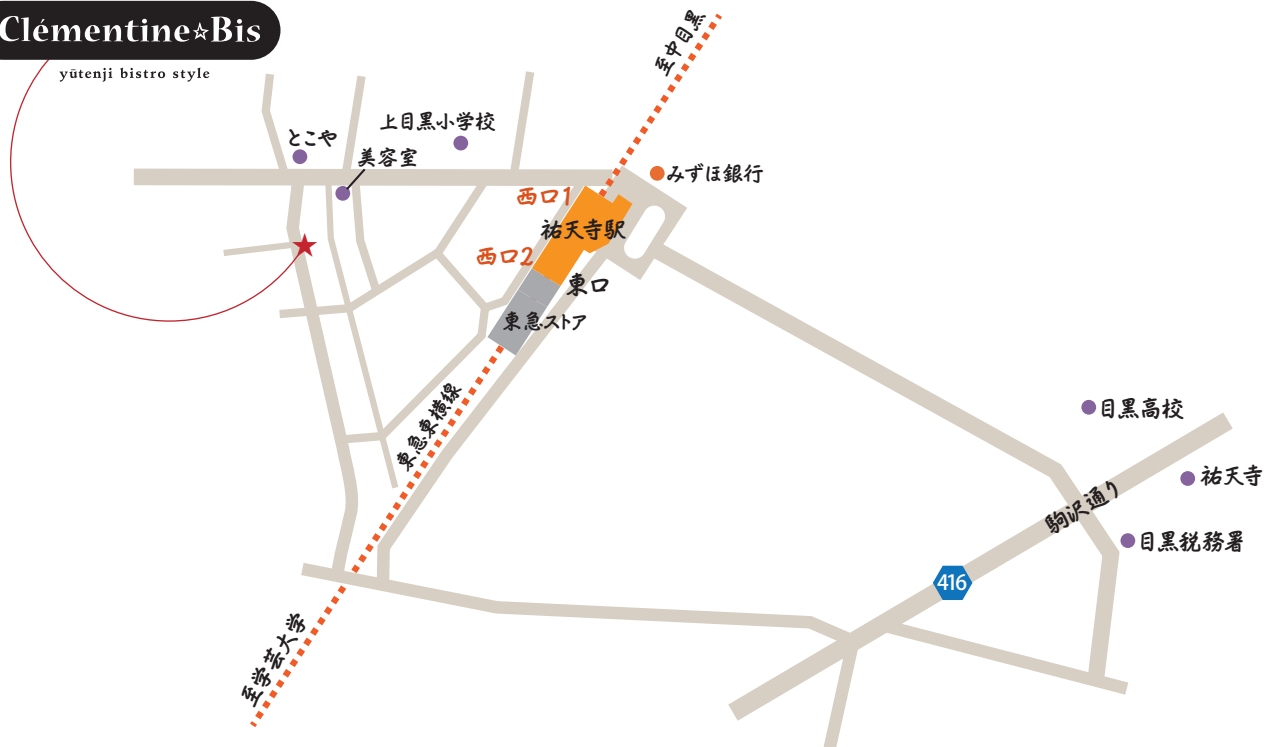 Clémentine☆Bis
yūtenji bistro style
至中目黒
上目黒小学校
とこや
美容室
みずほ銀行
西口1
祐天寺駅
西口2
東口
東急ストア
東急東横線
目黒高校
祐天寺
駒沢通り
目黒税務署
416
至学芸大学